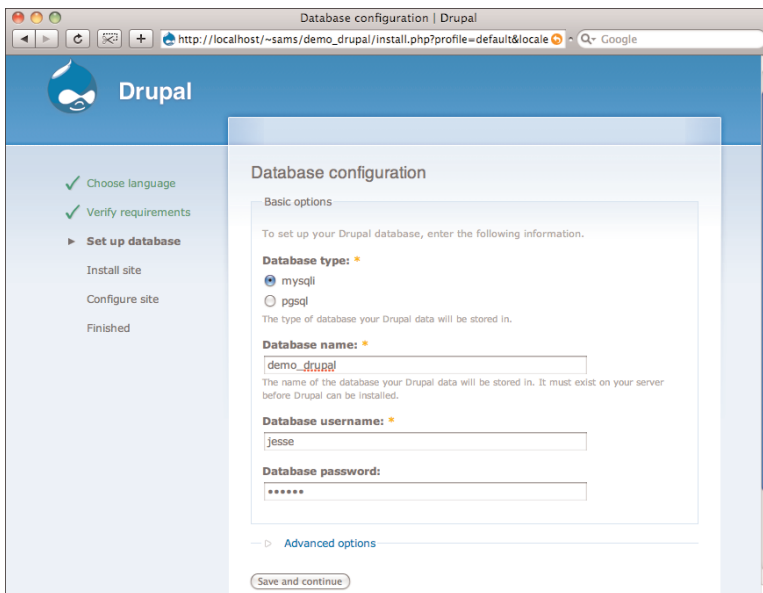 Database configuration | Drupal
http://localhost/~sams/demo_drupal/install.php?profile=default&locale
Google
Drupal
Choose language
Verify requirements
Set up database
Install site
Configure site
Finished
Database configuration
Basic options
To set up your Drupal database, enter the following information.
Database type: *
mysqli
pgsql
The type of database your Drupal data will be stored in.
Database name: *
demo_drupal
The name of the database your Drupal data will be stored in. It must exist on your server
before Drupal can be installed.
Database username: *
jesse
Database password:
••••••
Advanced options
Save and continue